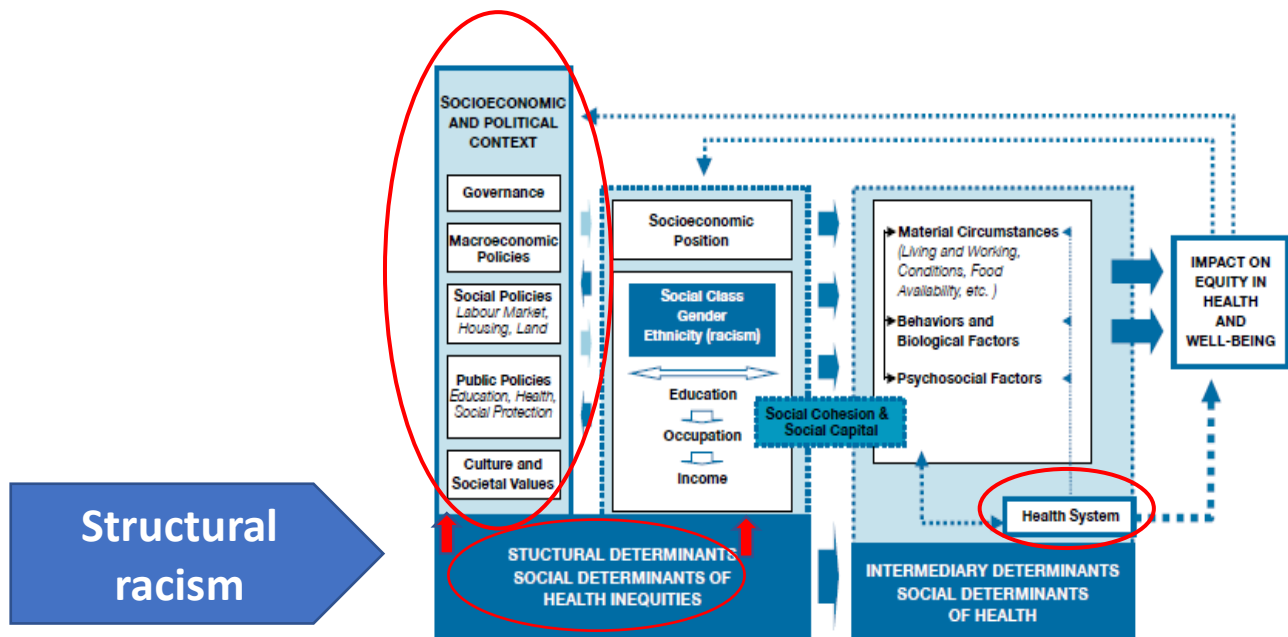 SOCIOECONOMIC
AND POLITICAL
CONTEXT
Governance
Macroeconomic
Policies
Social Policies
Labour Market,
Housing, Land
Public Policies
Education, Health,
Social Protection
Culture and
Societal Values
Socioeconomic
Position
Social Class
Gender
Ethnicity (racism)
Education
Occupation
Income
Social Cohesion &
Social Capital
Material Circumstances
(Living and Working,
Conditions, Food
Availability, etc. )
Behaviors and
Biological Factors
Psychosocial Factors
Health System
IMPACT ON
EQUITY IN
HEALTH
AND
WELL-BEING
Structural
racism
STUCTURAL DETERMINANTS
SOCIAL DETERMINANTS OF
HEALTH INEQUITIES
INTERMEDIARY DETERMINANTS
SOCIAL DETERMINANTS
OF HEALTH